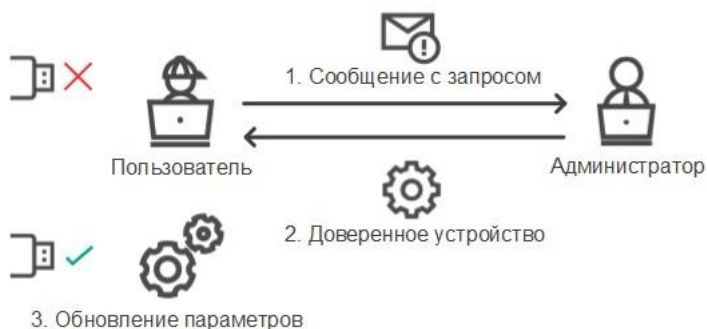 1. Сообщение с запросом
Пользователь
Администратор
2. Доверенное устройство
3. Обновление параметров